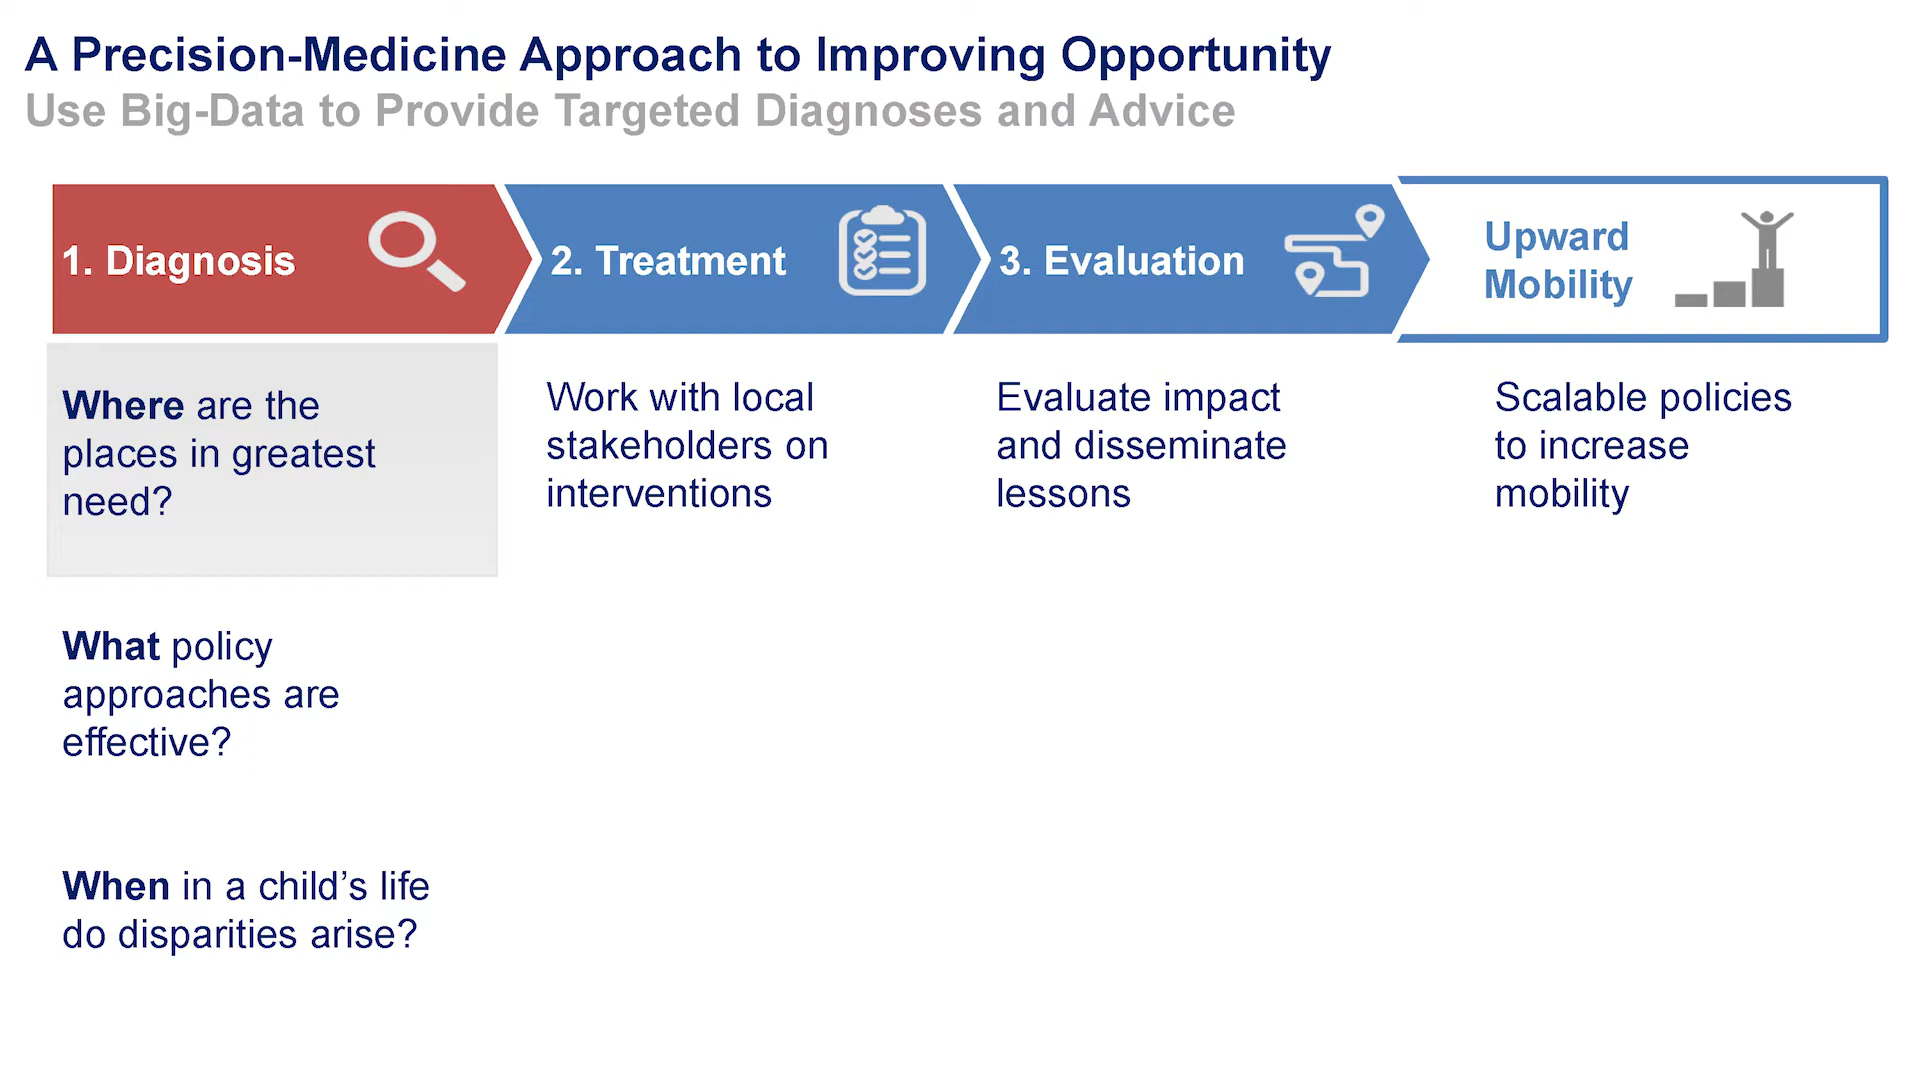 A Precision-Medicine Approach to Improving Opportunity
Use Big-Data to Provide Targeted Diagnoses and Advice
1. Diagnosis
2. Treatment
3. Evaluation
Upward
Mobility
Where are the
places in greatest
need?
Work with local
stakeholders on
interventions
Evaluate impact
and disseminate
lessons
Scalable policies
to increase
mobility
What policy
approaches are
effective?
When in a child’s life
do disparities arise?